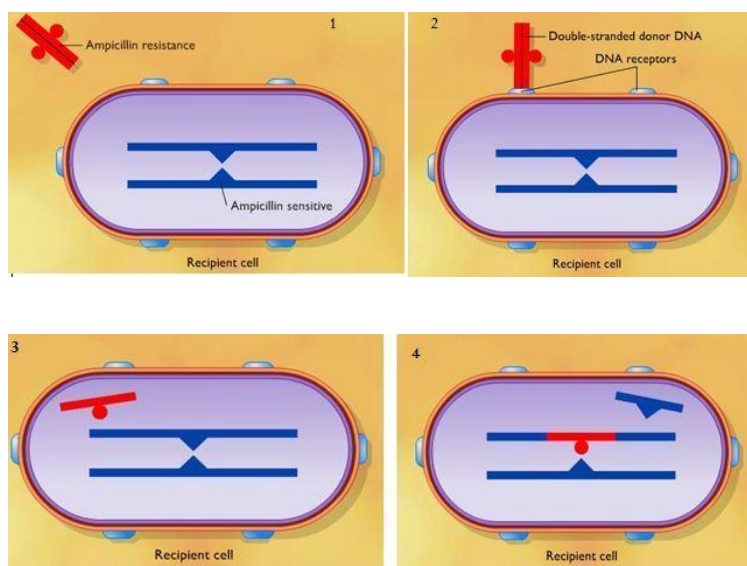 1
Ampicillin resistance
Ampicillin sensitive
Recipient cell
2
Double-stranded donor DNA
DNA receptors
Recipient cell
3
Recipient cell
4
Recipient cell